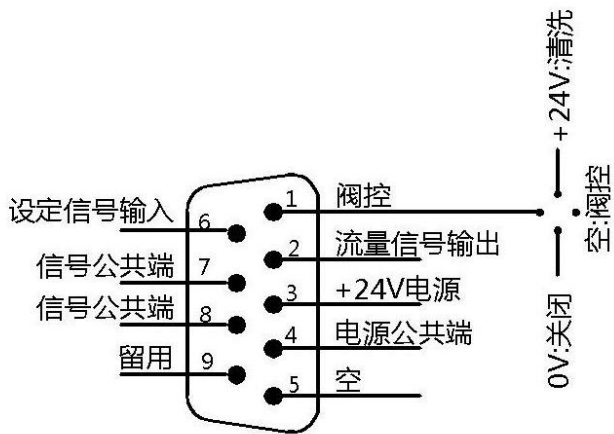 设定信号输入
6
信号公共端
7
信号公共端
8
留用
9
1
阀控
2
流量信号输出
3
+24V电源
4
电源公共端
5
空
+24V:清洗
空:阀控
0V:关闭